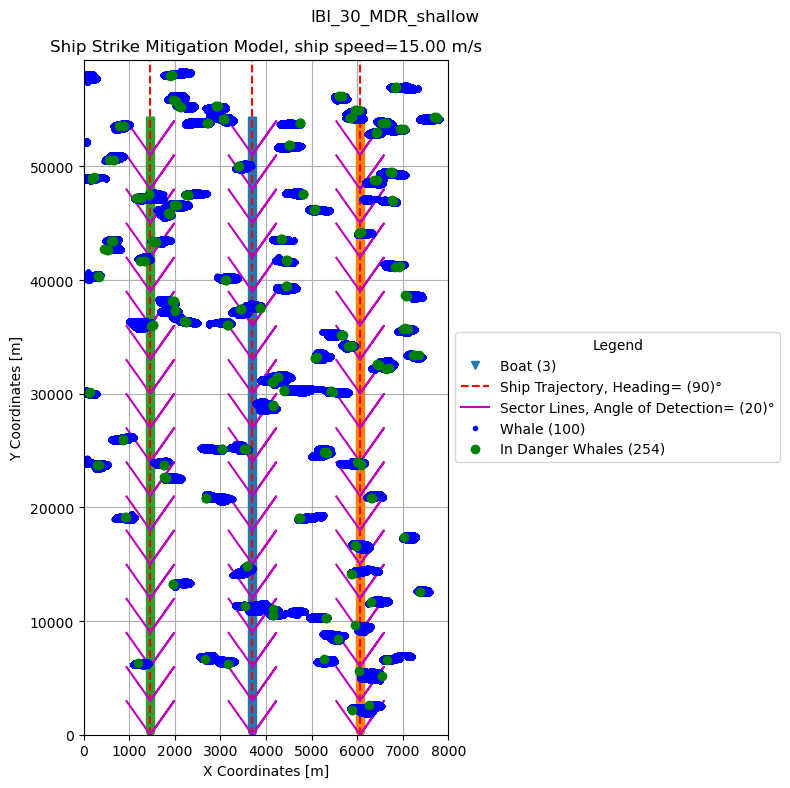 IBI_30_MDR_shallow
Ship Strike Mitigation Model, ship speed=15.00 m/s
50000
40000
30000
20000
10000
0
Y Coordinates [m]
0 1000 2000 3000 4000 5000 6000 7000 8000
X Coordinates [m]
Legend
Boat (3)
Ship Trajectory, Heading= (90)°
Sector Lines, Angle of Detection= (20)°
Whale (100)
In Danger Whales (254)